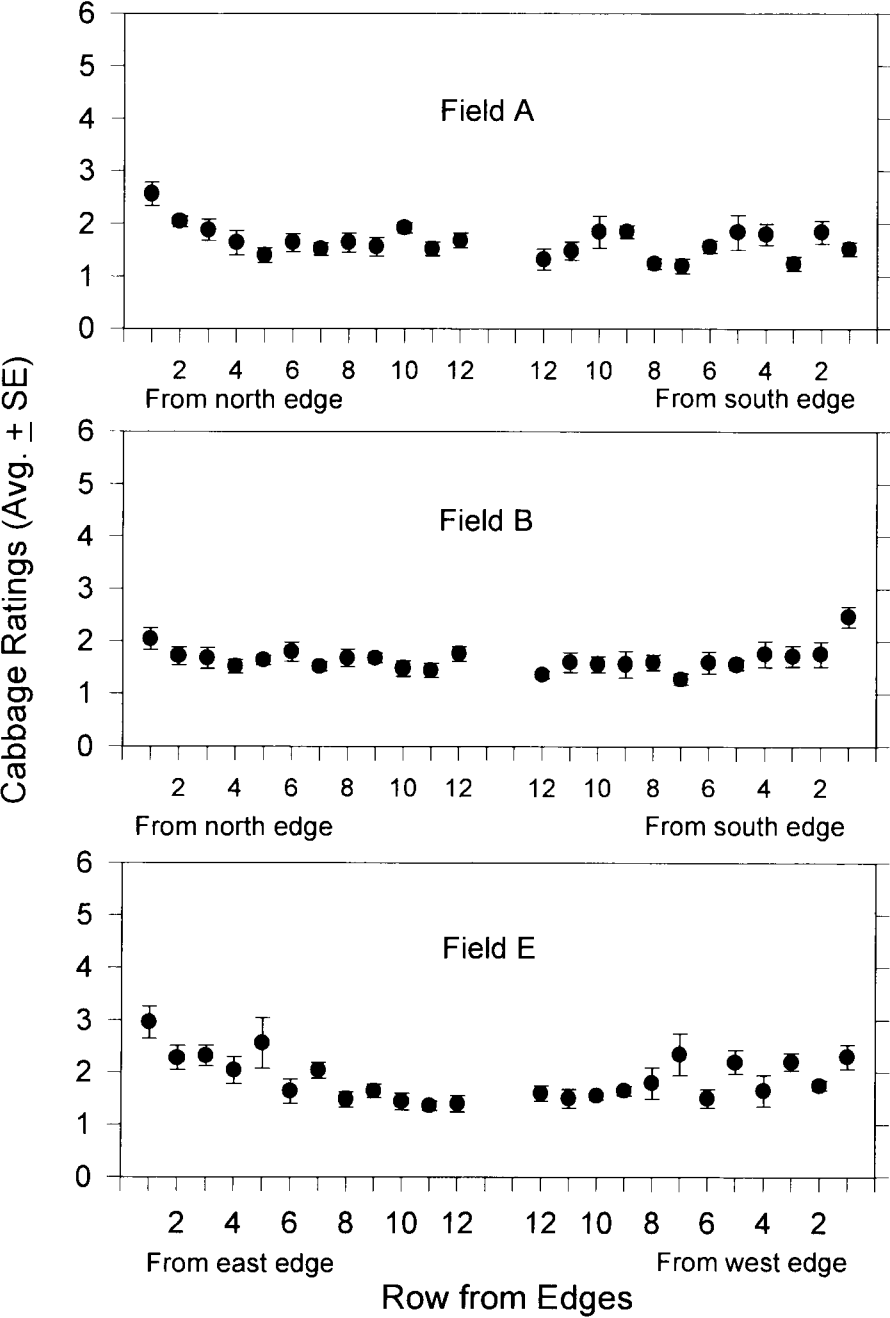 Cabbage Ratings (Avg. ± SE)
6
5
Field A
4
3
2
1
0
2 4 6 8 10 12 12 10 8 6 4 2
From north edge From south edge
6
5
Field B
4
3
2
1
0
2 4 6 8 10 12 12 10 8 6 4 2
From north edge From south edge
6
5
Field E
4
3
2
1
0
2 4 6 8 10 12 12 10 8 6 4 2
From east edge From west edge
Row from Edges